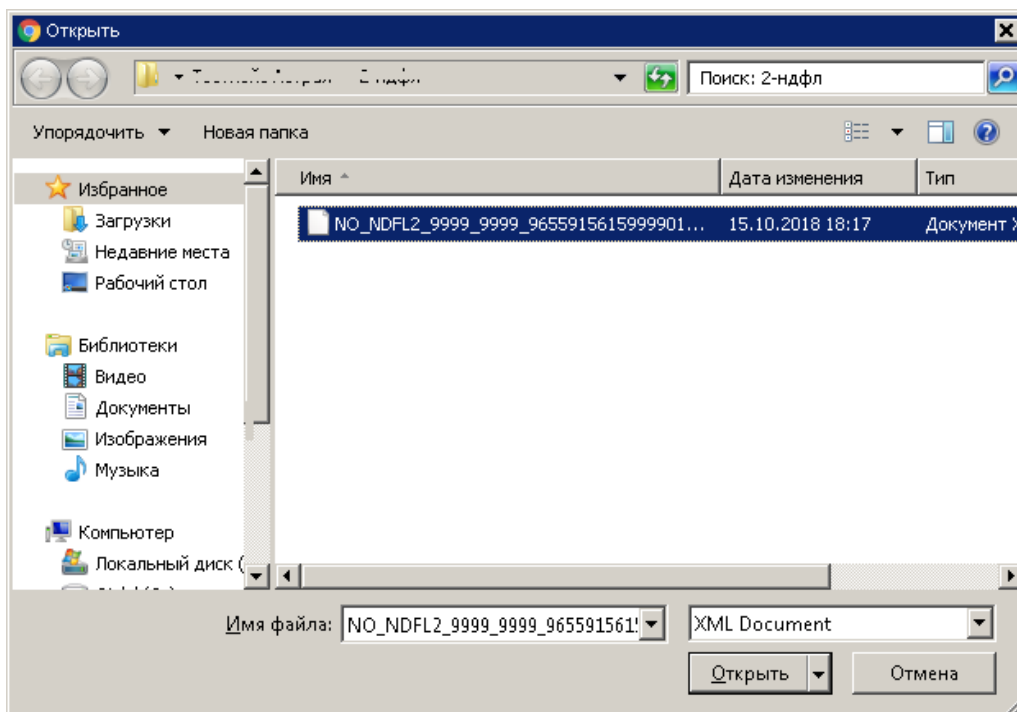 Открыть
2-ндфл
Поиск: 2-ндфл
Упорядочить
Новая папка
Избранное
Загрузки
Недавние места
Рабочий стол
Библиотеки
Видео
Документы
Изображения
Музыка
Компьютер
Локальный диск (
Имя
Дата изменения
Тип
NO_NDFL2_9999_9999_9655915615999901...
15.10.2018 18:17
Документ X
Имя файла:
NO_NDFL2_9999_9999_965591561
XML Document
Открыть
Отмена